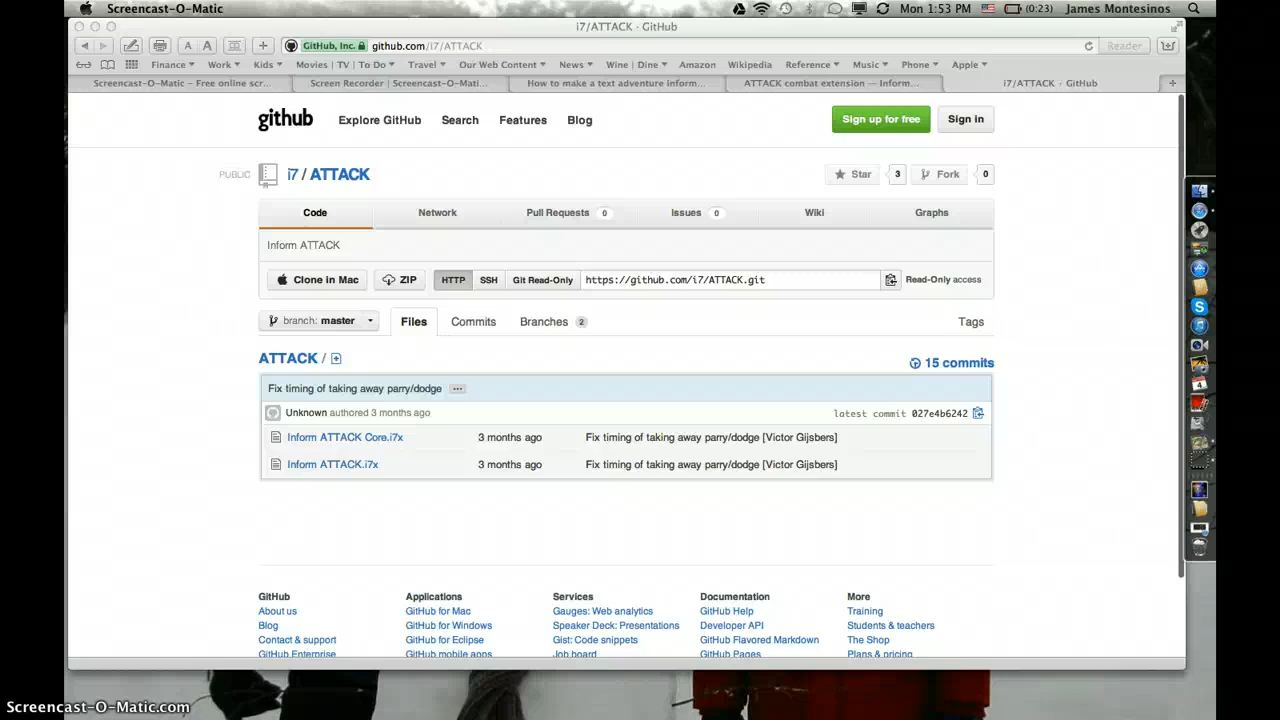 Screencast-O-Matic
Mon 1:53 PM (0:23) James Montesinos
i7/ATTACK · GitHub
A A GitHub, Inc. github.com/i7/ATTACK Reader
Finance Work Kids Movies | TV | To Do Travel Our Web Content News Wine | Dine Amazon Wikipedia Reference Music Phone Apple
Screencast-O-Matic – Free online scr... Screen Recorder | Screencast-O-Mati... How to make a text adventure inform... ATTACK combat extension — Inform... i7/ATTACK · GitHub
github Explore GitHub Search Features Blog Sign up for free Sign in
PUBLIC i7 / ATTACK Star 3 Fork 0
Code Network Pull Requests 0 Issues 0 Wiki Graphs
Inform ATTACK
Clone in Mac ZIP HTTP SSH Git Read-Only https://github.com/i7/ATTACK.git Read-Only access
branch: master Files Commits Branches 2 Tags
ATTACK / 15 commits
Fix timing of taking away parry/dodge ...
Unknown authored 3 months ago latest commit 027e4b6242
Inform ATTACK Core.i7x 3 months ago Fix timing of taking away parry/dodge [Victor Gijsbers]
Inform ATTACK.i7x 3 months ago Fix timing of taking away parry/dodge [Victor Gijsbers]
GitHub Applications Services Documentation More
About us GitHub for Mac Gauges: Web analytics GitHub Help Training
Blog GitHub for Windows Speaker Deck: Presentations Developer API Students & teachers
Contact & support GitHub for Eclipse Gist: Code snippets GitHub Flavored Markdown The Shop
GitHub Enterprise GitHub mobile apps Job board GitHub Pages Plans & pricing
Screencast-O-Matic.com